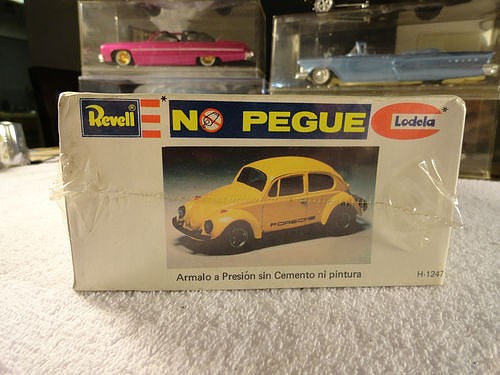 Revell * NO PEGUE Lodela *
PORSCHE
Armalo a Presión sin Cemento ni pintura
H-1247